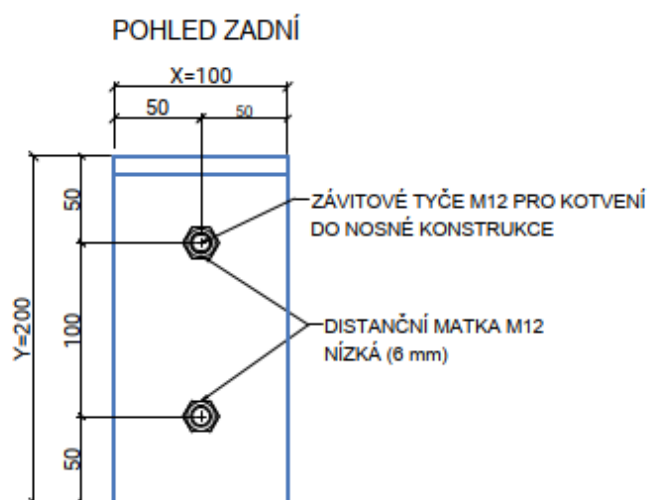 POHLED ZADNÍ
X=100
50
50
50
ZÁVITOVÉ TYČE M12 PRO KOTVENÍ
DO NOSNÉ KONSTRUKCE
Y=200
100
DISTANČNÍ MATKA M12
NÍZKÁ (6 mm)
50